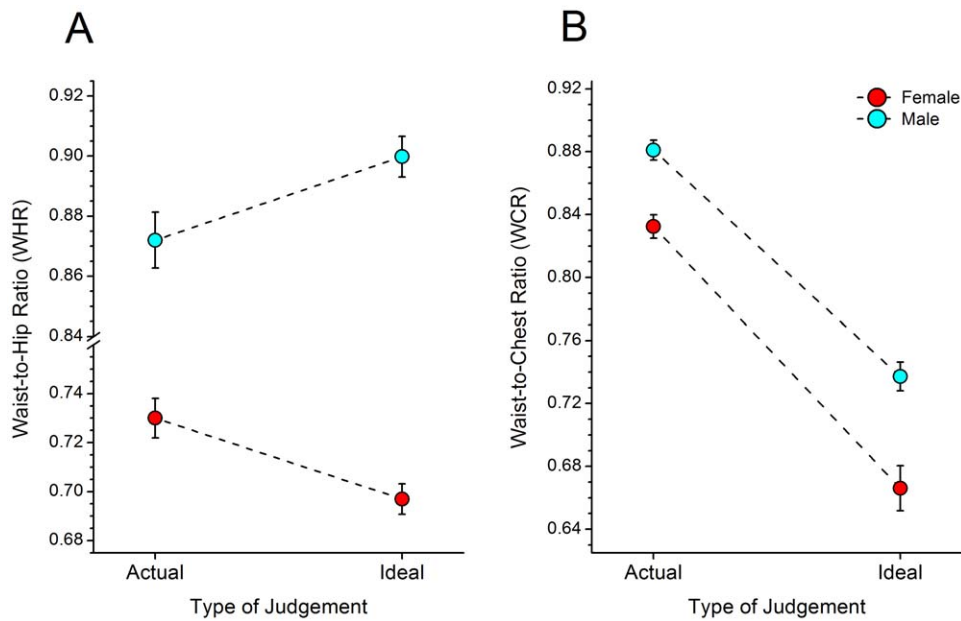 A
Waist-to-Hip Ratio (WHR)
0.92
0.90
0.88
0.86
0.84
0.74
0.72
0.70
0.68
Actual
Ideal
Type of Judgement
B
Waist-to-Chest Ratio (WCR)
0.92
0.88
0.84
0.80
0.76
0.72
0.68
0.64
Female
Male
Actual
Ideal
Type of Judgement